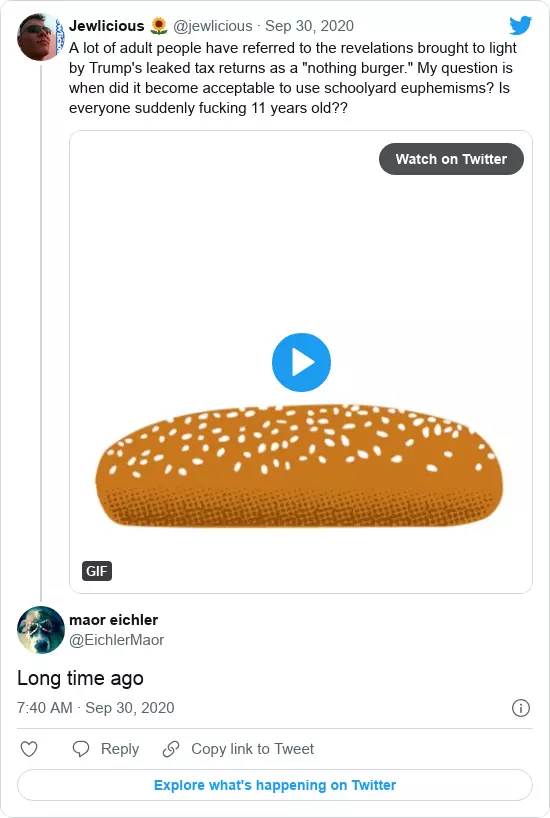 Jewlicious 🌻 @jewlicious · Sep 30, 2020
A lot of adult people have referred to the revelations brought to light
by Trump's leaked tax returns as a "nothing burger." My question is
when did it become acceptable to use schoolyard euphemisms? Is
everyone suddenly fucking 11 years old??
Watch on Twitter
GIF
maor eichler
@EichlerMaor
Long time ago
7:40 AM · Sep 30, 2020
Reply
Copy link to Tweet
Explore what's happening on Twitter